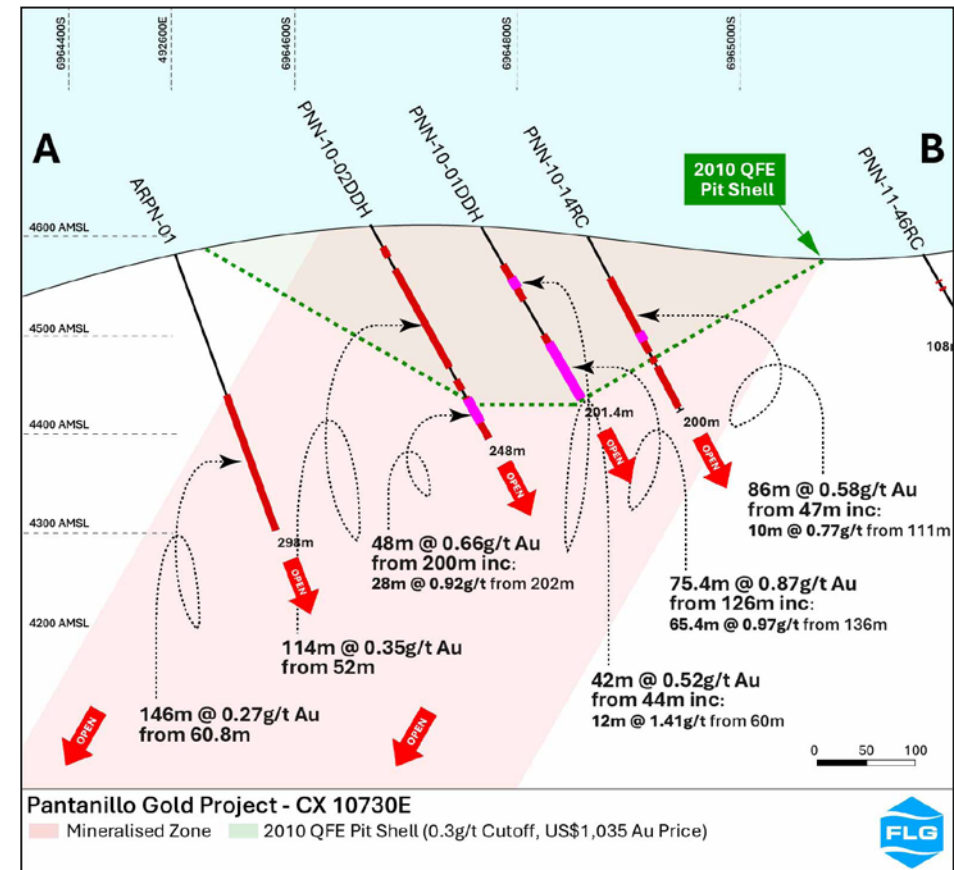 6964400S
492600E
6964600S
6964800S
6965000S
A
B
ARPN-01
PNN-10-02DDH
PNN-10-01DDH
PNN-10-14RC
PNN-11-46RC
2010 QFE
Pit Shell
4600 AMSL
4500 AMSL
4400 AMSL
4300 AMSL
4200 AMSL
108m
201.4m
200m
248m
298m
OPEN
OPEN
OPEN
OPEN
OPEN
OPEN
86m @ 0.58g/t Au
from 47m inc:
10m @ 0.77g/t from 111m
48m @ 0.66g/t Au
from 200m inc:
28m @ 0.92g/t from 202m
75.4m @ 0.87g/t Au
from 126m inc:
65.4m @ 0.97g/t from 136m
114m @ 0.35g/t Au
from 52m
42m @ 0.52g/t Au
from 44m inc:
12m @ 1.41g/t from 60m
146m @ 0.27g/t Au
from 60.8m
0 50 100
Pantanillo Gold Project - CX 10730E
Mineralised Zone
2010 QFE Pit Shell (0.3g/t Cutoff, US$1,035 Au Price)
FLG